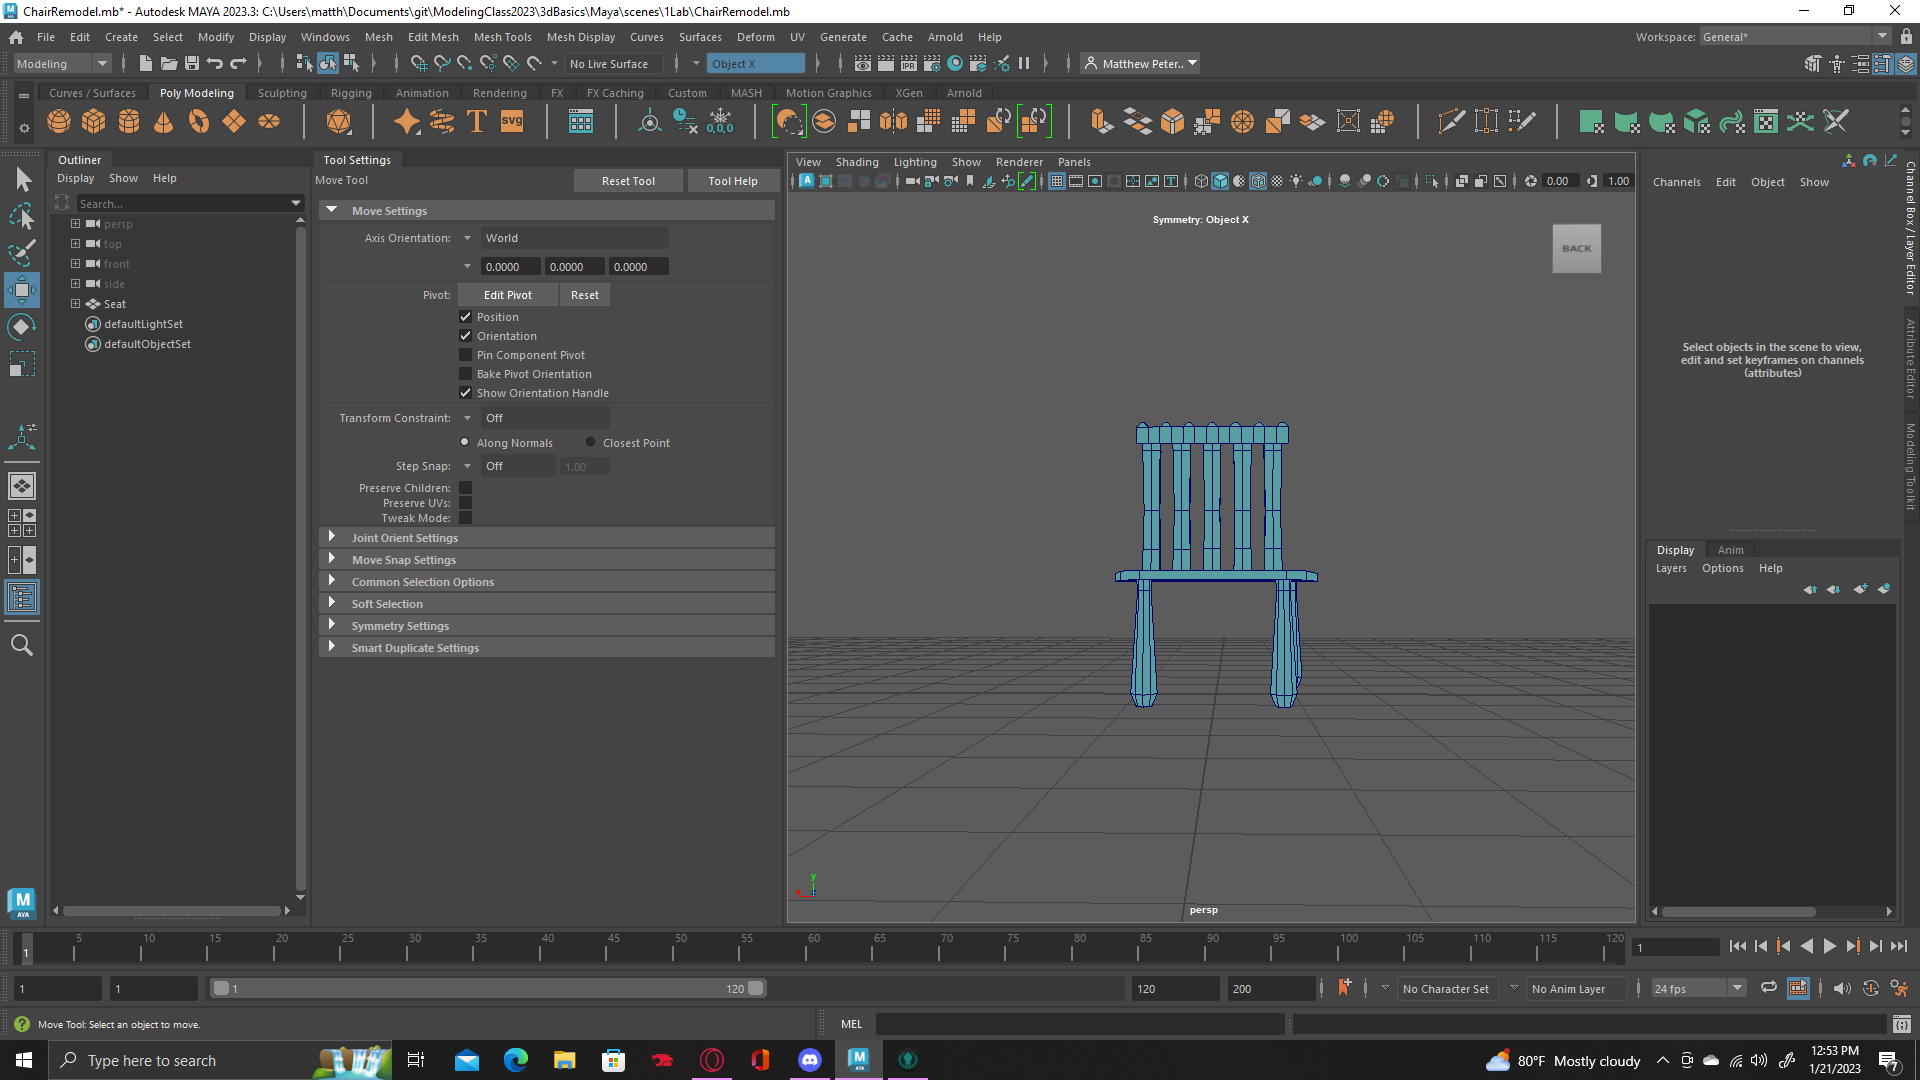 ChairRemodel.mb* - Autodesk MAYA 2023.3: C:\Users\matth\Documents\git\ModelingClass2023\3dBasics\Maya\scenes\1Lab\ChairRemodel.mb
File Edit Create Select Modify Display Windows Mesh Edit Mesh Mesh Tools Mesh Display Curves Surfaces Deform UV Generate Cache Arnold Help Workspace: General*
Modeling No Live Surface Object X IPR Matthew Peter...
Curves / Surfaces Poly Modeling Sculpting Rigging Animation Rendering FX FX Caching Custom MASH Motion Graphics XGen Arnold
T SVG 0,0,0
Outliner
Display Show Help
Search...
persp
top
front
side
Seat
defaultLightSet
defaultObjectSet
Tool Settings
Move Tool Reset Tool Tool Help
Move Settings
Axis Orientation: World
0.0000 0.0000 0.0000
Pivot: Edit Pivot Reset
Position
Orientation
Pin Component Pivot
Bake Pivot Orientation
Show Orientation Handle
Transform Constraint: Off
Along Normals Closest Point
Step Snap: Off 1.00
Preserve Children:
Preserve UVs:
Tweak Mode:
Joint Orient Settings
Move Snap Settings
Common Selection Options
Soft Selection
Symmetry Settings
Smart Duplicate Settings
View Shading Lighting Show Renderer Panels
0.00 1.00
Symmetry: Object X
BACK
y
x z
persp
Channels Edit Object Show
Select objects in the scene to view,
edit and set keyframes on channels
(attributes)
Channel Box / Layer Editor
Attribute Editor
Modeling Toolkit
Display Anim
Layers Options Help
M
AYA
1 5 10 15 20 25 30 35 40 45 50 55 60 65 70 75 80 85 90 95 100 105 110 115 120 1
1 1 1 120 120 200 No Character Set No Anim Layer 24 fps
Move Tool: Select an object to move. MEL
Type here to search 80°F Mostly cloudy
12:53 PM
1/21/2023
7